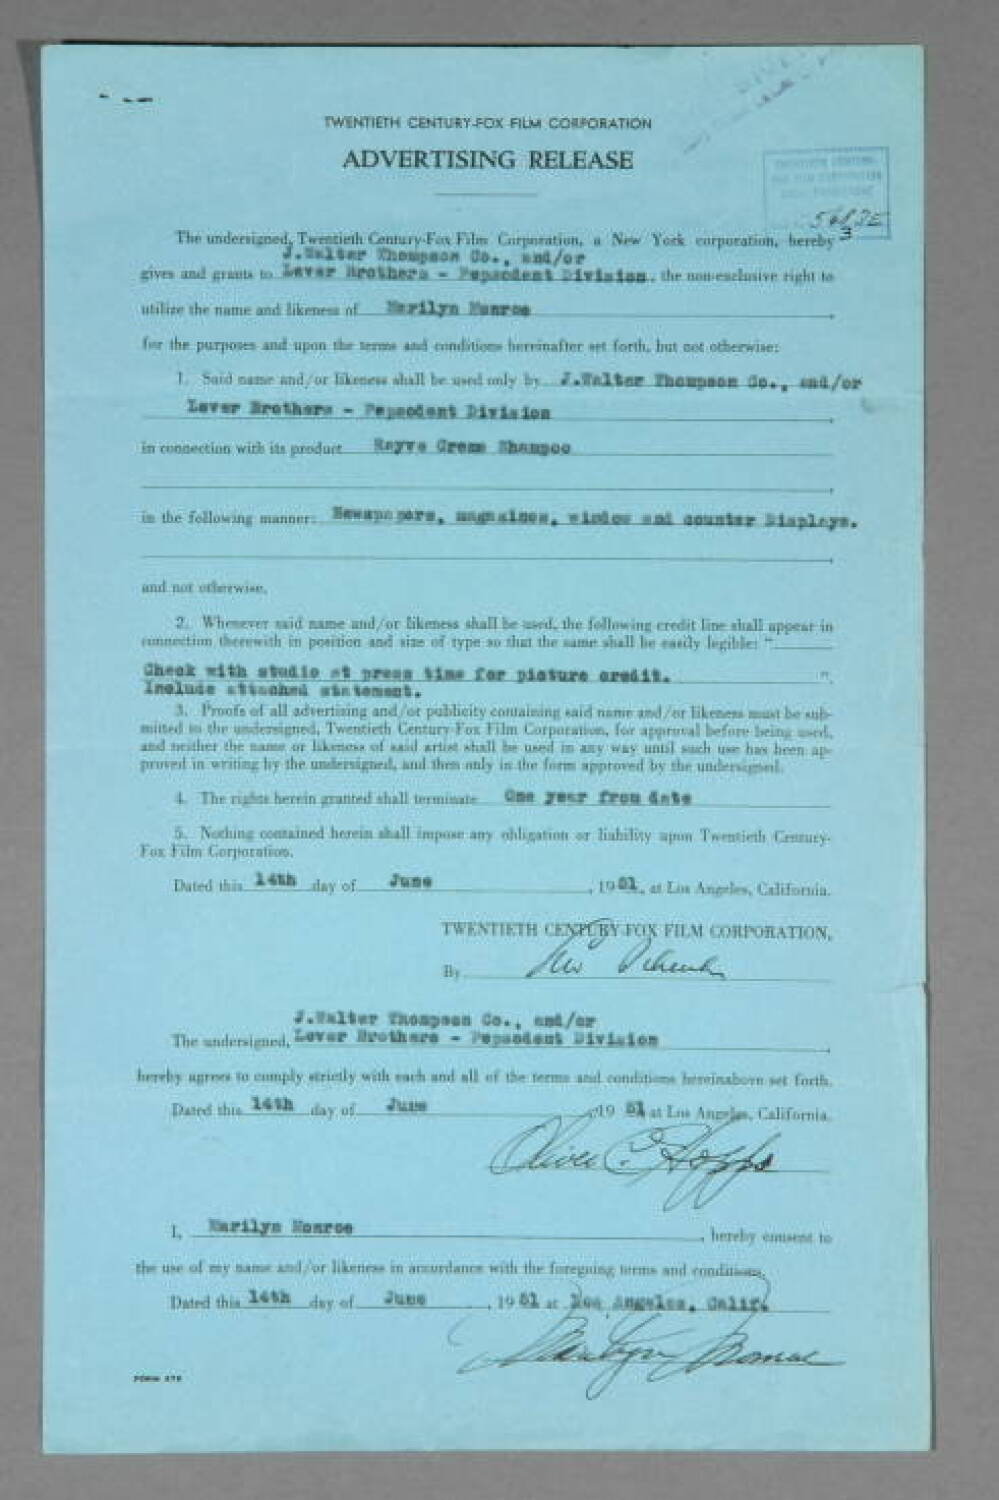 TWENTIETH CENTURY-FOX FILM CORPORATION
ADVERTISING RELEASE
TWENTIETH CENTURY-
FOX FILM CORPORATION
5683E
3
The undersigned, Twentieth Century-Fox Film Corporation, a New York corporation, hereby
J.Walter Thompson Co., and/or
gives and grants to Lever Brothers - Pepsodent Division, the non-exclusive right to
utilize the name and likeness of Marilyn Monroe
for the purposes and upon the terms and conditions hereinafter set forth, but not otherwise:
1. Said name and/or likeness shall be used only by J.Walter Thompson Co., and/or
Lever Brothers - Pepsodent Division
in connection with its product Rayve Creme Shampoo
in the following manner: Newspapers, magazines, window and counter Displays.
and not otherwise.
2. Whenever said name and/or likeness shall be used, the following credit line shall appear in
connection therewith in position and size of type so that the same shall be easily legible: "
Check with studio at press time for picture credit. ".
Include attached statement.
3. Proofs of all advertising and/or publicity containing said name and/or likeness must be sub-
mitted to the undersigned, Twentieth Century-Fox Film Corporation, for approval before being used,
and neither the name or likeness of said artist shall be used in any way until such use has been ap-
proved in writing by the undersigned, and then only in the form approved by the undersigned.
4. The rights herein granted shall terminate One year from date
5. Nothing contained herein shall impose any obligation or liability upon Twentieth Century-
Fox Film Corporation.
Dated this 14th day of June, 1951, at Los Angeles, California.
TWENTIETH CENTURY-FOX FILM CORPORATION,
By Lew Schreiber
J.Walter Thompson Co., and/or
The undersigned, Lever Brothers - Pepsodent Division,
hereby agrees to comply strictly with each and all of the terms and conditions hereinabove set forth.
Dated this 14th day of June, 1951 at Los Angeles, California.
I, Marilyn Monroe, hereby consent to
the use of my name and/or likeness in accordance with the foregoing terms and conditions.
Dated this 14th day of June, 1951 at Los Angeles, Calif.
Marilyn Monroe
FORM 278